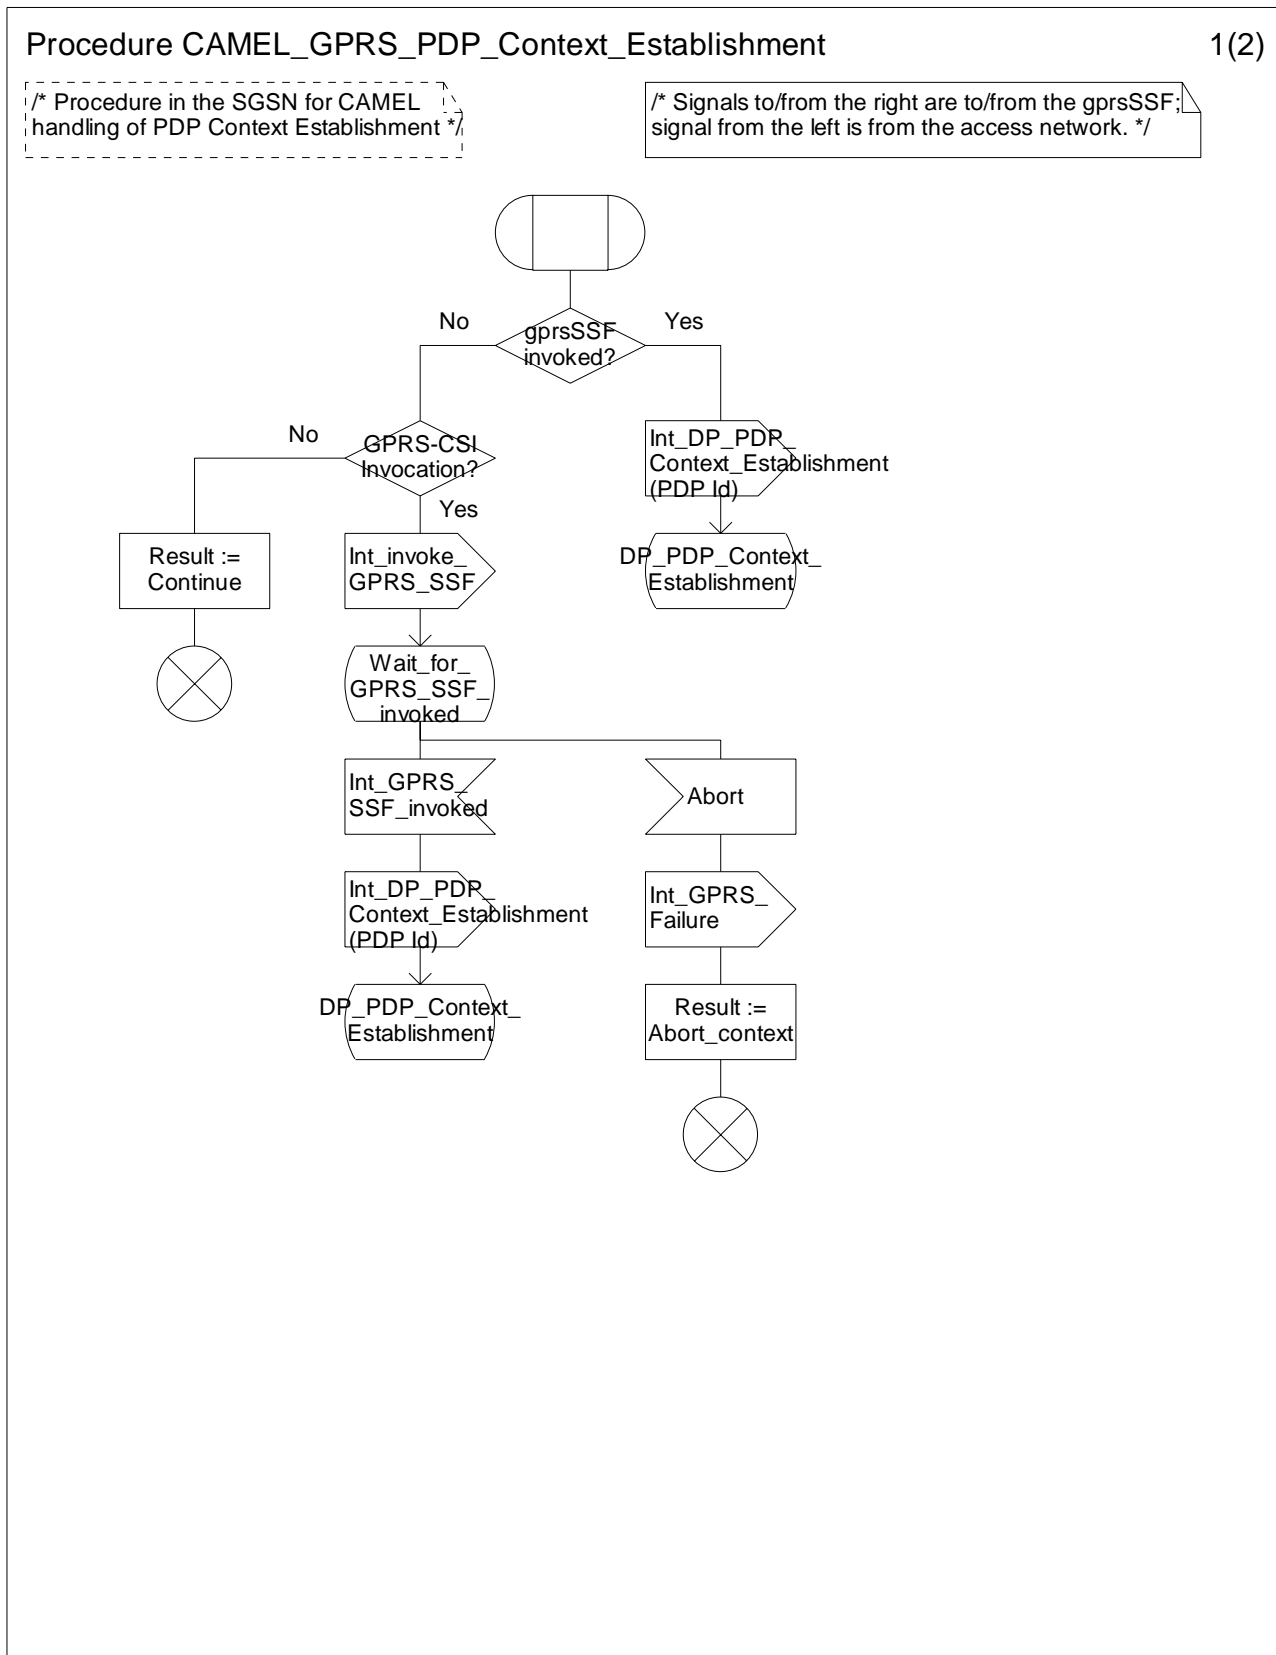 Procedure CAMEL_GPRS_PDP_Context_Establishment
1(2)
/* Procedure in the SGSN for CAMEL
handling of PDP Context Establishment */
/* Signals to/from the right are to/from the gprsSSF;
signal from the left is from the access network. */
gprsSSF
invoked?
No
Yes
GPRS-CSI
Invocation?
No
Yes
Int_DP_PDP_
Context_Establishment
(PDP Id)
Result :=
Continue
Int_invoke_
GPRS_SSF
DP_PDP_Context_
Establishment
Wait_for_
GPRS_SSF_
invoked
Int_GPRS_
SSF_invoked
Abort
Int_DP_PDP_
Context_Establishment
(PDP Id)
Int_GPRS_
Failure
DP_PDP_Context_
Establishment
Result :=
Abort_context